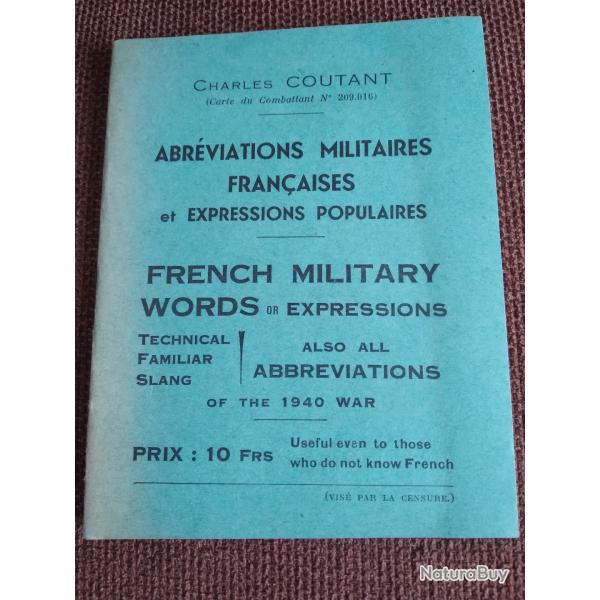 CHARLES COUTANT
(Carte du Combattant N° 209.016)
ABRÉVIATIONS MILITAIRES
FRANÇAISES
et EXPRESSIONS POPULAIRES
FRENCH MILITARY
WORDS OR EXPRESSIONS
TECHNICAL
FAMILIAR
SLANG
ALSO ALL
ABBREVIATIONS
OF THE 1940 WAR
PRIX : 10 FRS
Useful even to those
who do not know French
(VISÉ PAR LA CENSURE.)
NaturaBuy